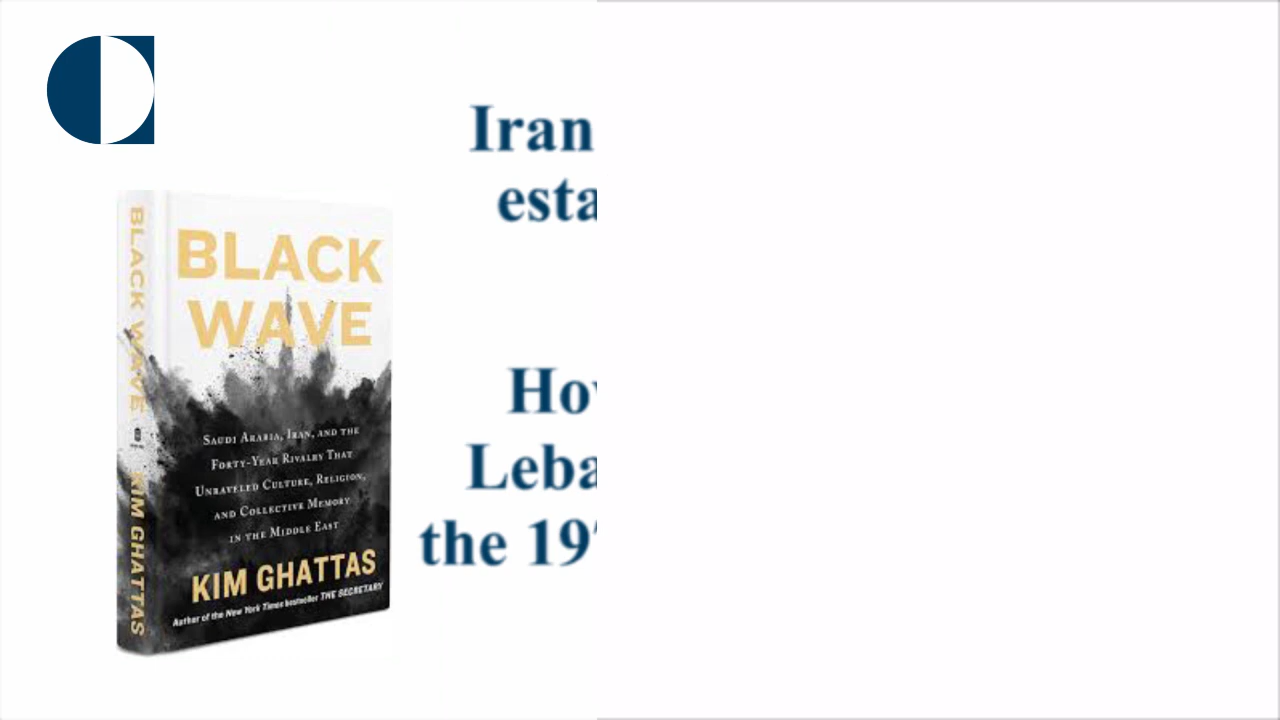 BLACK WAVE
KIM GHATTAS
BLACK
WAVE
SAUDI ARABIA, IRAN, AND THE
FORTY-YEAR RIVALRY THAT
UNRAVELED CULTURE, RELIGION,
AND COLLECTIVE MEMORY
IN THE MIDDLE EAST
KIM GHATTAS
Author of the New York Times bestseller THE SECRETARY
Iran
esta
Ho
Leba
the 19